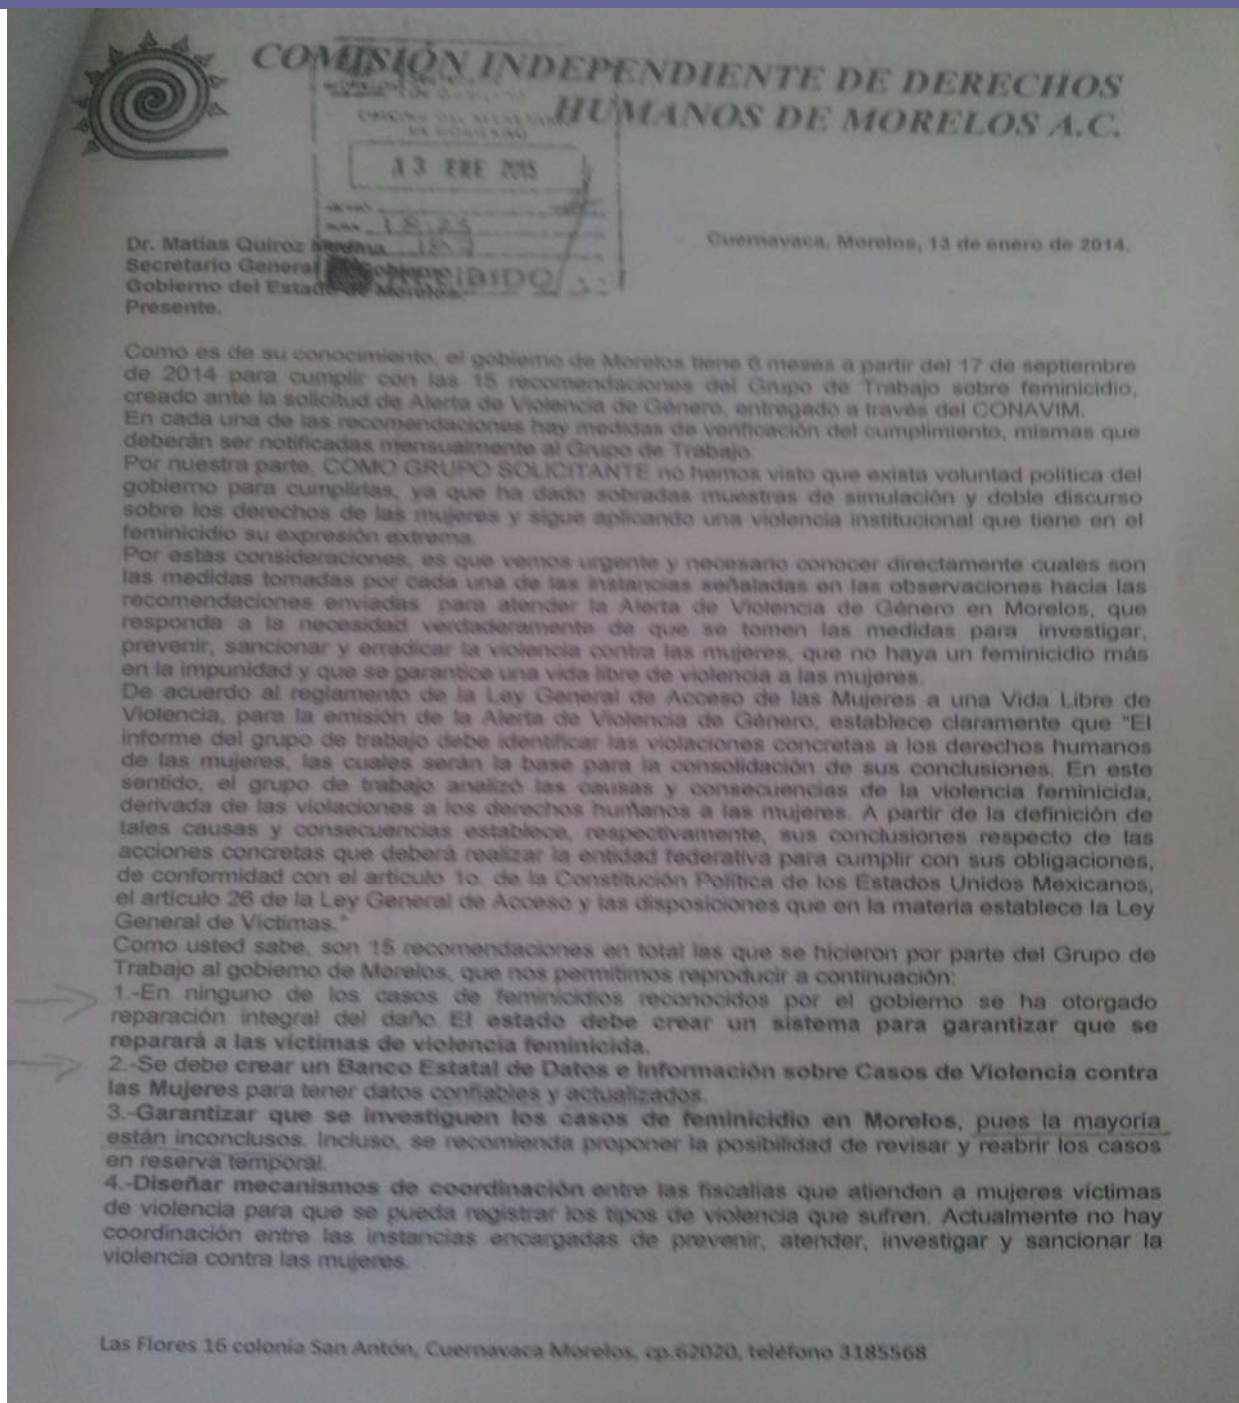 COMISIÓN INDEPENDIENTE DE DERECHOS
HUMANOS DE MORELOS A.C.
13 ENE 2015
RECIBIDO
Cuernavaca, Morelos, 13 de enero de 2014.
Dr. Matías Quiroz
Secretario General Gobierno
Gobierno del Estado de Morelos.
Presente.
Como es de su conocimiento, el gobierno de Morelos tiene 6 meses a partir del 17 de septiembre
de 2014 para cumplir con las 15 recomendaciones del Grupo de Trabajo sobre feminicidio,
creado ante la solicitud de Alerta de Violencia de Género, entregado a través del CONAVIM.
En cada una de las recomendaciones hay medidas de verificación del cumplimiento, mismas que
deberán ser notificadas mensualmente al Grupo de Trabajo.
Por nuestra parte, COMO GRUPO SOLICITANTE no hemos visto que exista voluntad política del
gobierno para cumplirlas, ya que ha dado sobradas muestras de simulación y doble discurso
sobre los derechos de las mujeres y sigue aplicando una violencia institucional que tiene en el
feminicidio su expresión extrema.
Por estas consideraciones, es que vemos urgente y necesario conocer directamente cuales son
las medidas tomadas por cada una de las instancias señaladas en las observaciones hacia las
recomendaciones enviadas para atender la Alerta de Violencia de Género en Morelos, que
responda a la necesidad verdaderamente de que se tomen las medidas para investigar,
prevenir, sancionar y erradicar la violencia contra las mujeres, que no haya un feminicidio más
en la impunidad y que se garantice una vida libre de violencia a las mujeres.
De acuerdo al reglamento de la Ley General de Acceso de las Mujeres a una Vida Libre de
Violencia, para la emisión de la Alerta de Violencia de Género, establece claramente que "El
informe del grupo de trabajo debe identificar las violaciones concretas a los derechos humanos
de las mujeres, las cuales serán la base para la consolidación de sus conclusiones. En este
sentido, el grupo de trabajo analizó las causas y consecuencias de la violencia feminicida,
derivada de las violaciones a los derechos humanos a las mujeres. A partir de la definición de
tales causas y consecuencias establece, respectivamente, sus conclusiones respecto de las
acciones concretas que deberá realizar la entidad federativa para cumplir con sus obligaciones,
de conformidad con el artículo 1o. de la Constitución Política de los Estados Unidos Mexicanos,
el artículo 26 de la Ley General de Acceso y las disposiciones que en la materia establece la Ley
General de Víctimas."
Como usted sabe, son 15 recomendaciones en total las que se hicieron por parte del Grupo de
Trabajo al gobierno de Morelos, que nos permitimos reproducir a continuación:
1.-En ninguno de los casos de feminicidios reconocidos por el gobierno se ha otorgado
reparación integral del daño. El estado debe crear un sistema para garantizar que se
reparará a las víctimas de violencia feminicida.
2.-Se debe crear un Banco Estatal de Datos e Información sobre Casos de Violencia contra
las Mujeres para tener datos confiables y actualizados.
3.-Garantizar que se investiguen los casos de feminicidio en Morelos, pues la mayoría
están inconclusos. Incluso, se recomienda proponer la posibilidad de revisar y reabrir los casos
en reserva temporal.
4.-Diseñar mecanismos de coordinación entre las fiscalías que atienden a mujeres víctimas
de violencia para que se pueda registrar los tipos de violencia que sufren. Actualmente no hay
coordinación entre las instancias encargadas de prevenir, atender, investigar y sancionar la
violencia contra las mujeres.
Las Flores 16 colonia San Antón, Cuernavaca Morelos, cp.62020, teléfono 3185568